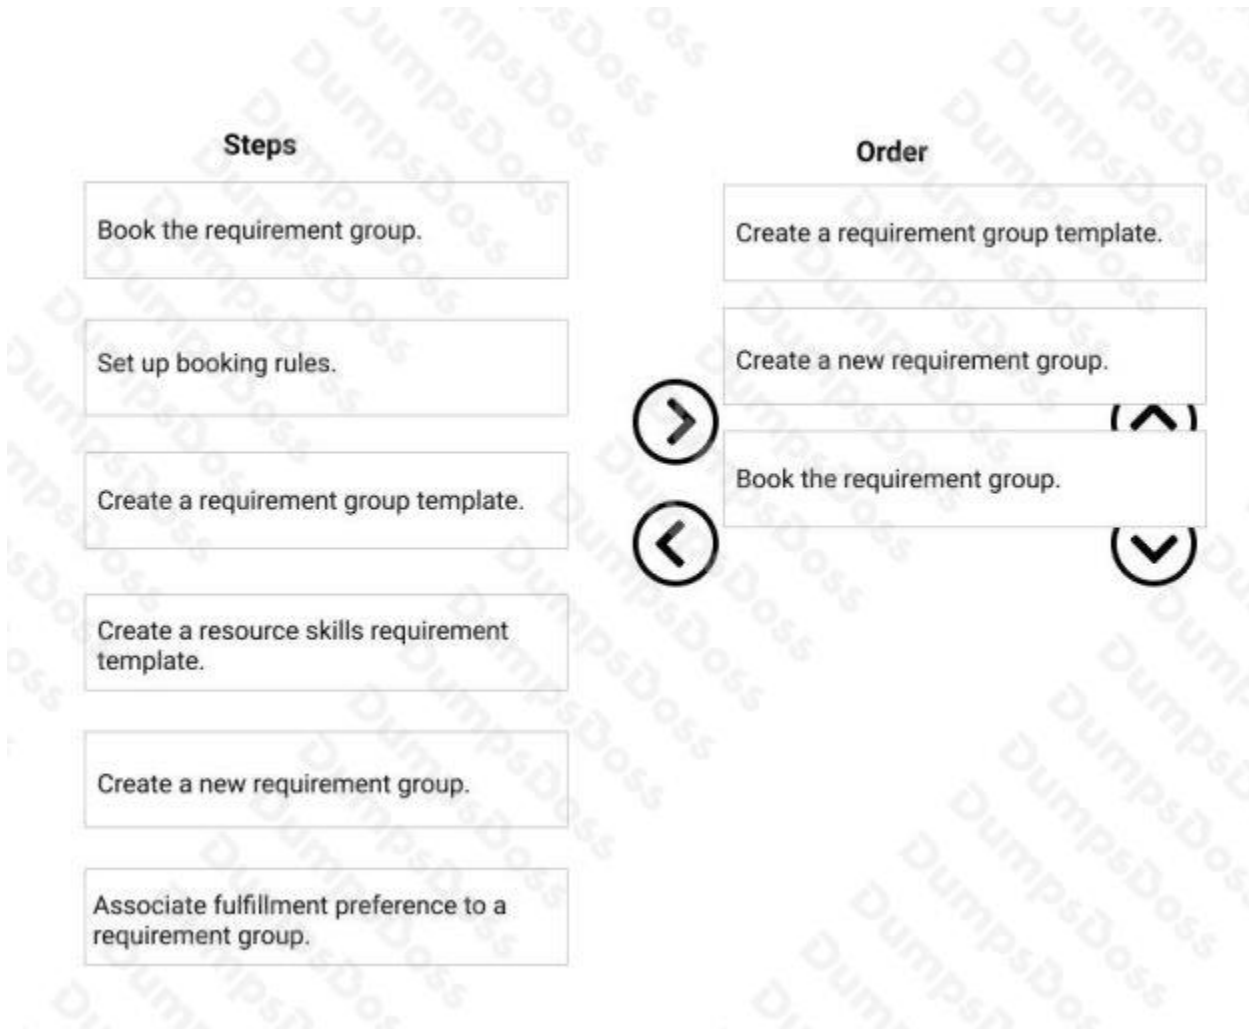 Steps
Book the requirement group.
Set up booking rules.
Create a requirement group template.
Create a resource skills requirement
template.
Create a new requirement group.
Associate fulfillment preference to a
requirement group.
Order
Create a requirement group template.
Create a new requirement group.
Book the requirement group.
DumpsDoss